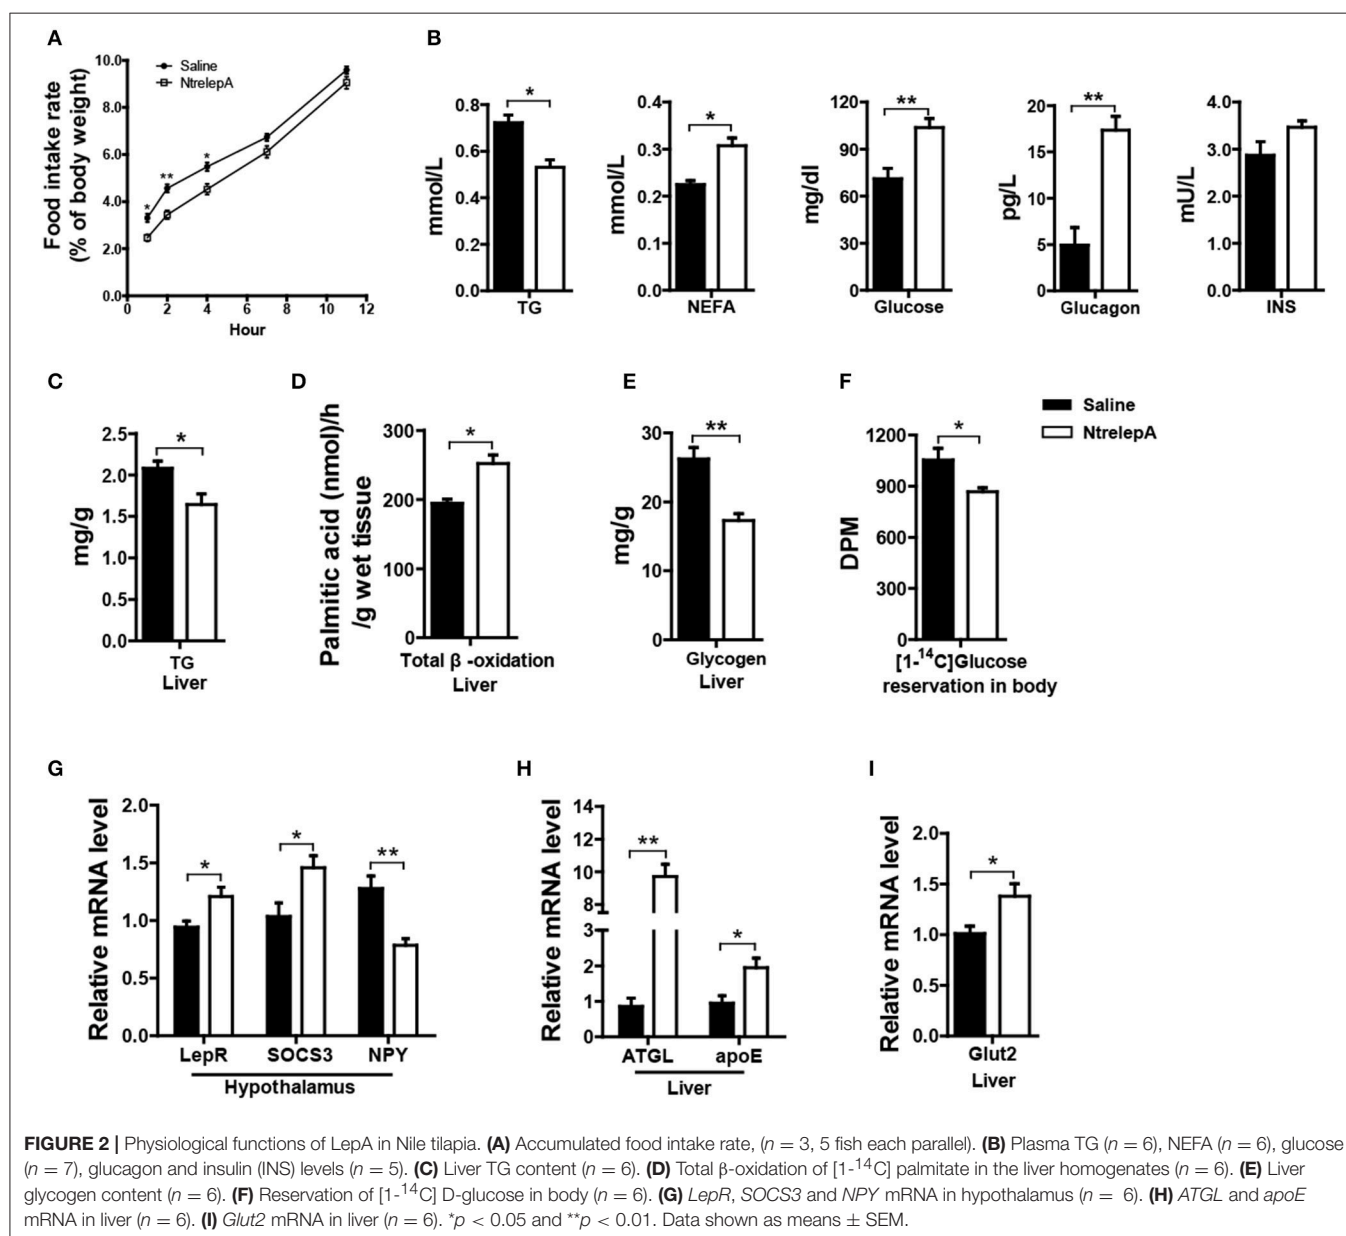 A
Food intake rate
(% of body weight)
10.0
8.0
6.0
4.0
2.0
0.0
Saline
NtrelepA
*
**
*
0 2 4 6 8 10 12
Hour
B
mmol/L
0.8
0.6
0.4
0.2
0.0
*
TG
mmol/L
0.4
0.3
0.2
0.1
0.0
*
NEFA
mg/dl
120
90
60
30
0
**
Glucose
pg/L
20
15
10
5
0
**
Glucagon
mU/L
4.0
3.0
2.0
1.0
0.0
INS
C
mg/g
2.5
2.0
1.5
1.0
0.5
0.0
*
TG
Liver
D
Palmitic acid (nmol)/h
/g wet tissue
300
200
100
0
*
Total β -oxidation
Liver
E
mg/g
30
20
10
0
**
Glycogen
Liver
F
DPM
1200
900
600
300
0
*
[1-¹⁴C]Glucose
reservation in body
Saline
NtrelepA
G
Relative mRNA level
2.0
1.5
1.0
0.5
0.0
*
*
**
LepR SOCS3 NPY
Hypothalamus
H
Relative mRNA level
14
12
10
8
3
2
1
0
**
*
ATGL apoE
Liver
I
Relative mRNA level
2.0
1.5
1.0
0.5
0.0
*
Glut2
Liver
FIGURE 2 | Physiological functions of LepA in Nile tilapia. (A) Accumulated food intake rate, (n = 3, 5 fish each parallel). (B) Plasma TG (n = 6), NEFA (n = 6), glucose
(n = 7), glucagon and insulin (INS) levels (n = 5). (C) Liver TG content (n = 6). (D) Total β-oxidation of [1-¹⁴C] palmitate in the liver homogenates (n = 6). (E) Liver
glycogen content (n = 6). (F) Reservation of [1-¹⁴C] D-glucose in body (n = 6). (G) LepR, SOCS3 and NPY mRNA in hypothalamus (n = 6). (H) ATGL and apoE
mRNA in liver (n = 6). (I) Glut2 mRNA in liver (n = 6). *p < 0.05 and **p < 0.01. Data shown as means ± SEM.